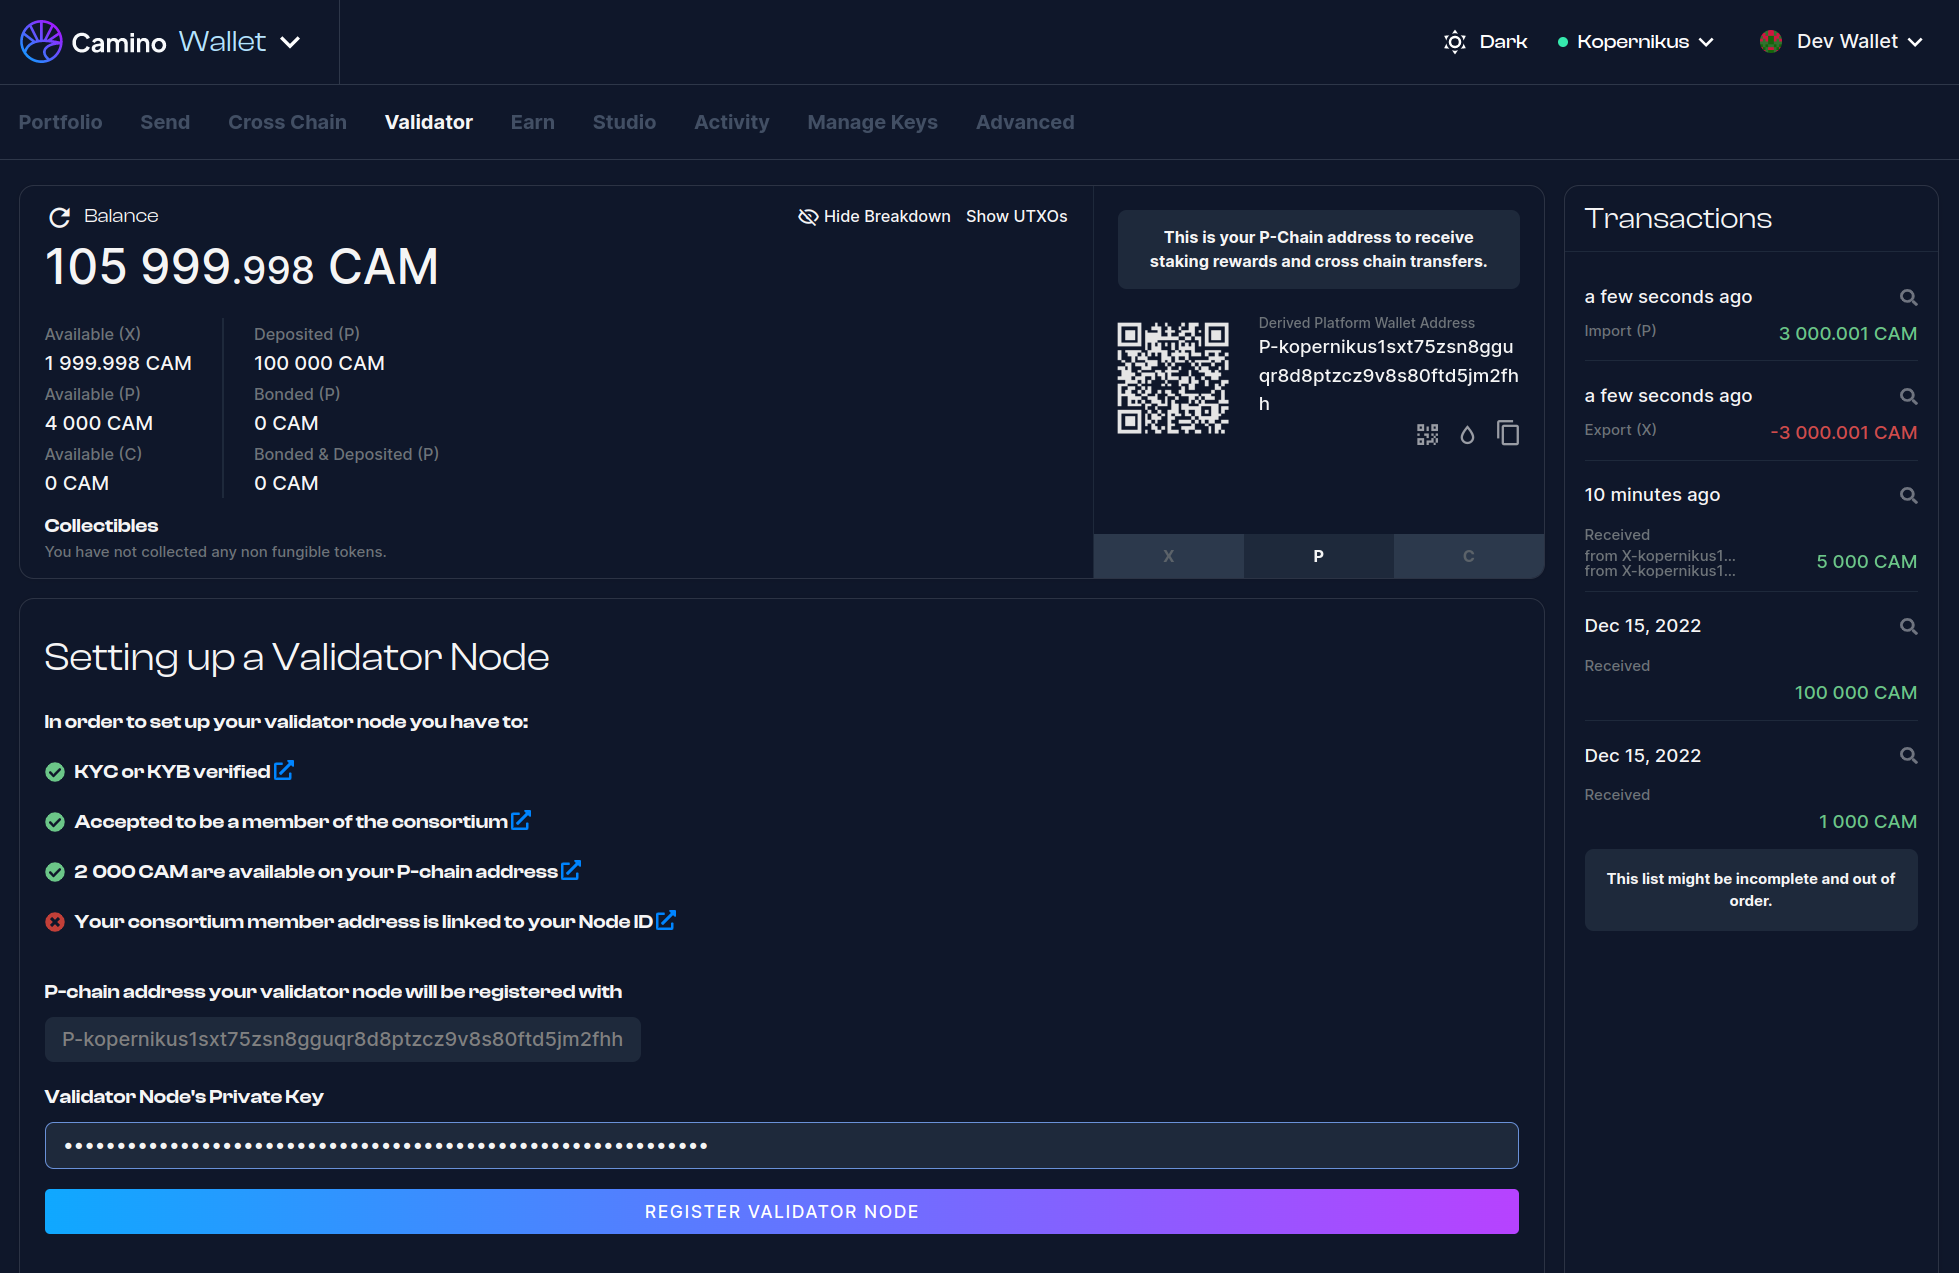 Camino Wallet
Dark
Kopernikus
Dev Wallet
Portfolio Send Cross Chain Validator Earn Studio Activity Manage Keys Advanced
Balance
Hide Breakdown Show UTXOs
105 999.998 CAM
Available (X)
1 999.998 CAM
Available (P)
4 000 CAM
Available (C)
0 CAM
Deposited (P)
100 000 CAM
Bonded (P)
0 CAM
Bonded & Deposited (P)
0 CAM
Collectibles
You have not collected any non fungible tokens.
This is your P-Chain address to receive
staking rewards and cross chain transfers.
Derived Platform Wallet Address
P-kopernikus1sxt75zsn8ggu
qr8d8ptzcz9v8s80ftd5jm2fh
h
X P C
Setting up a Validator Node
In order to set up your validator node you have to:
KYC or KYB verified
Accepted to be a member of the consortium
2 000 CAM are available on your P-chain address
Your consortium member address is linked to your Node ID
P-chain address your validator node will be registered with
P-kopernikus1sxt75zsn8gguqr8d8ptzcz9v8s80ftd5jm2fhh
Validator Node's Private Key
REGISTER VALIDATOR NODE
Transactions
a few seconds ago
Import (P)
3 000.001 CAM
a few seconds ago
Export (X)
-3 000.001 CAM
10 minutes ago
Received
from X-kopernikus1...
from X-kopernikus1...
5 000 CAM
Dec 15, 2022
Received
100 000 CAM
Dec 15, 2022
Received
1 000 CAM
This list might be incomplete and out of
order.